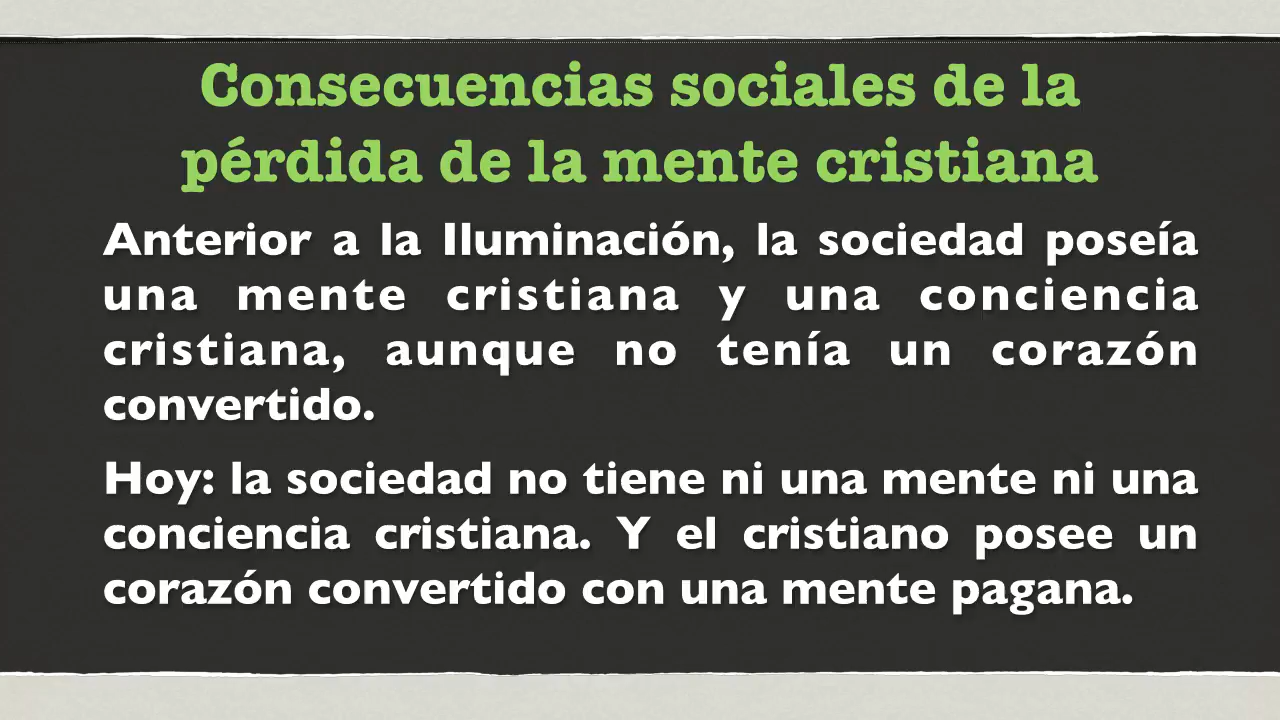 Consecuencias sociales de la
pérdida de la mente cristiana
Anterior a la Iluminación, la sociedad poseía
una mente cristiana y una conciencia
cristiana, aunque no tenía un corazón
convertido.
Hoy: la sociedad no tiene ni una mente ni una
conciencia cristiana. Y el cristiano posee un
corazón convertido con una mente pagana.